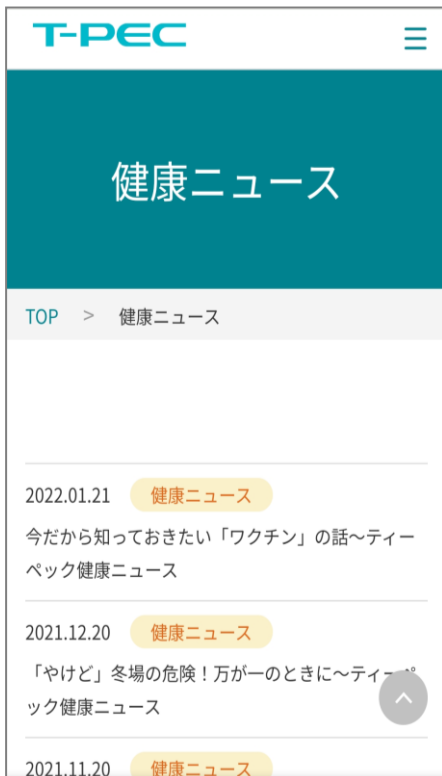 T-PEC
健康ニュース
TOP > 健康ニュース
2022.01.21 健康ニュース
今だから知っておきたい「ワクチン」の話～ティー
ペック健康ニュース
2021.12.20 健康ニュース
「やけど」冬場の危険！万が一のときに～ティーペ
ック健康ニュース
2021.11.20 健康ニュース